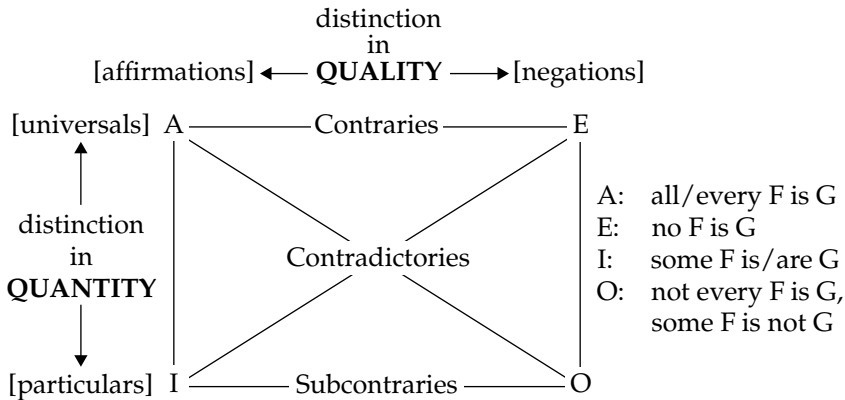 distinction
in
[affirmations] QUALITY [negations]
[universals] A Contraries E
distinction
in
QUANTITY
Contradictories
A: all/every F is G
E: no F is G
I: some F is/are G
O: not every F is G,
some F is not G
[particulars] I Subcontraries O